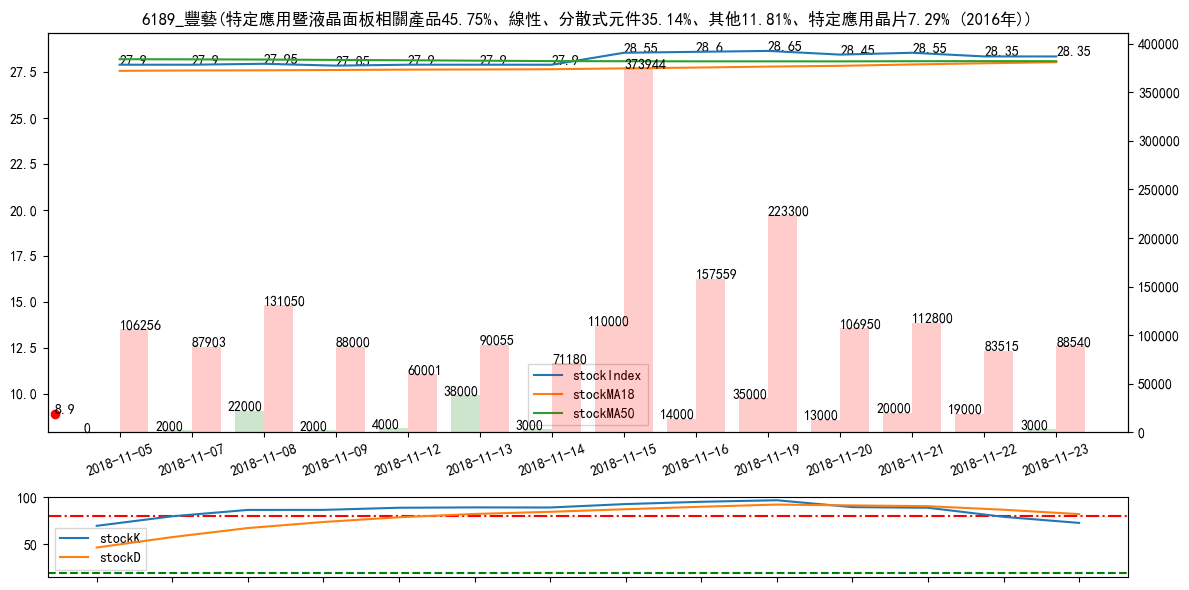 6189_豐藝(特定應用暨液晶面板相關產品45.75%、線性、分散式元件35.14%、其他11.81%、特定應用晶片7.29% (2016年))
27.9 27.9 27.95 27.85 27.9 27.9 27.9 28.55 28.6 28.65 28.45 28.55 28.35 28.35
27.5 25.0 22.5 20.0 17.5 15.0 12.5 10.0
400000 350000 300000 250000 200000 150000 100000 50000 0
106256 87903 131050 88000 60001 90055 71180 373944 157559 223300 106950 112800 83515 88540
0 2000 22000 2000 4000 38000 3000 110000 14000 35000 13000 20000 19000 3000
8.9
stockIndex
stockMA18
stockMA50
2018-11-05 2018-11-07 2018-11-08 2018-11-09 2018-11-12 2018-11-13 2018-11-14 2018-11-15 2018-11-16 2018-11-19 2018-11-20 2018-11-21 2018-11-22 2018-11-23
100
50
stockK
stockD